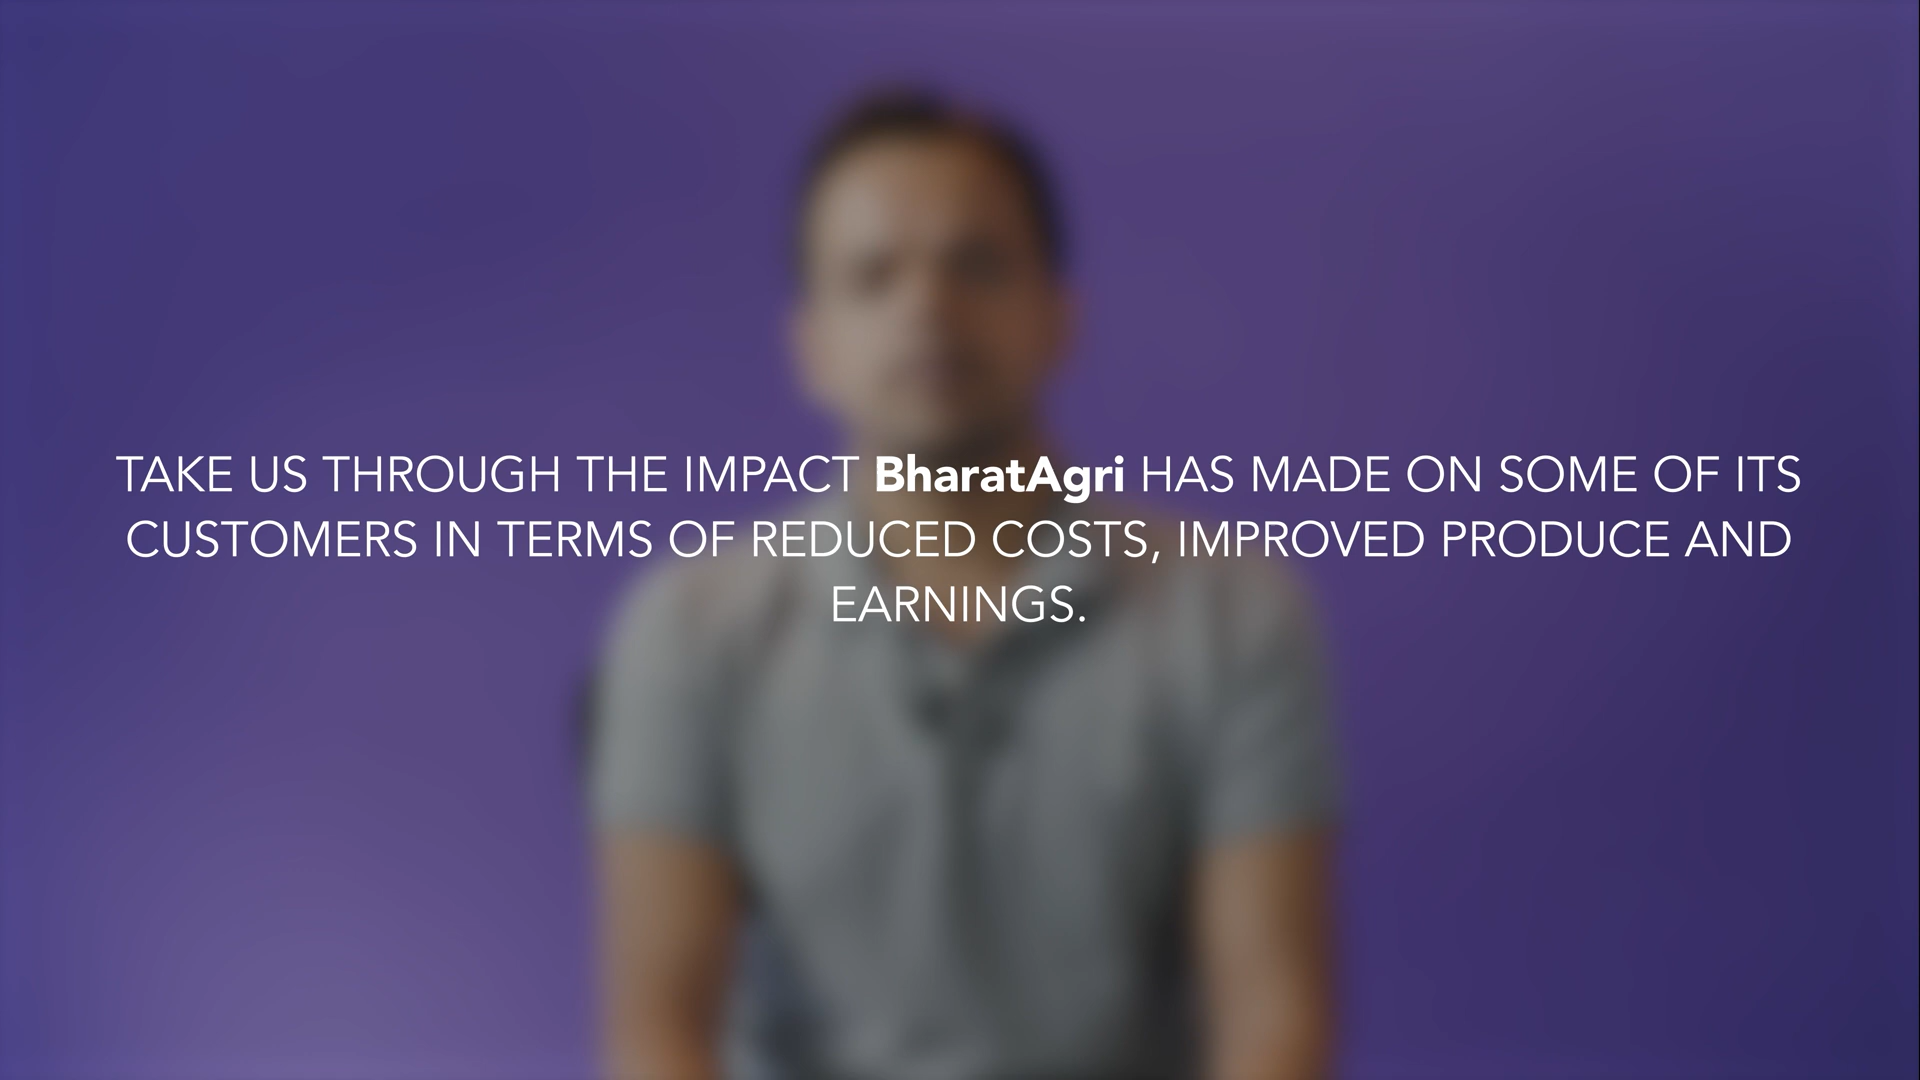 TAKE US THROUGH THE IMPACT BharatAgri HAS MADE ON SOME OF ITS
CUSTOMERS IN TERMS OF REDUCED COSTS, IMPROVED PRODUCE AND
EARNINGS.